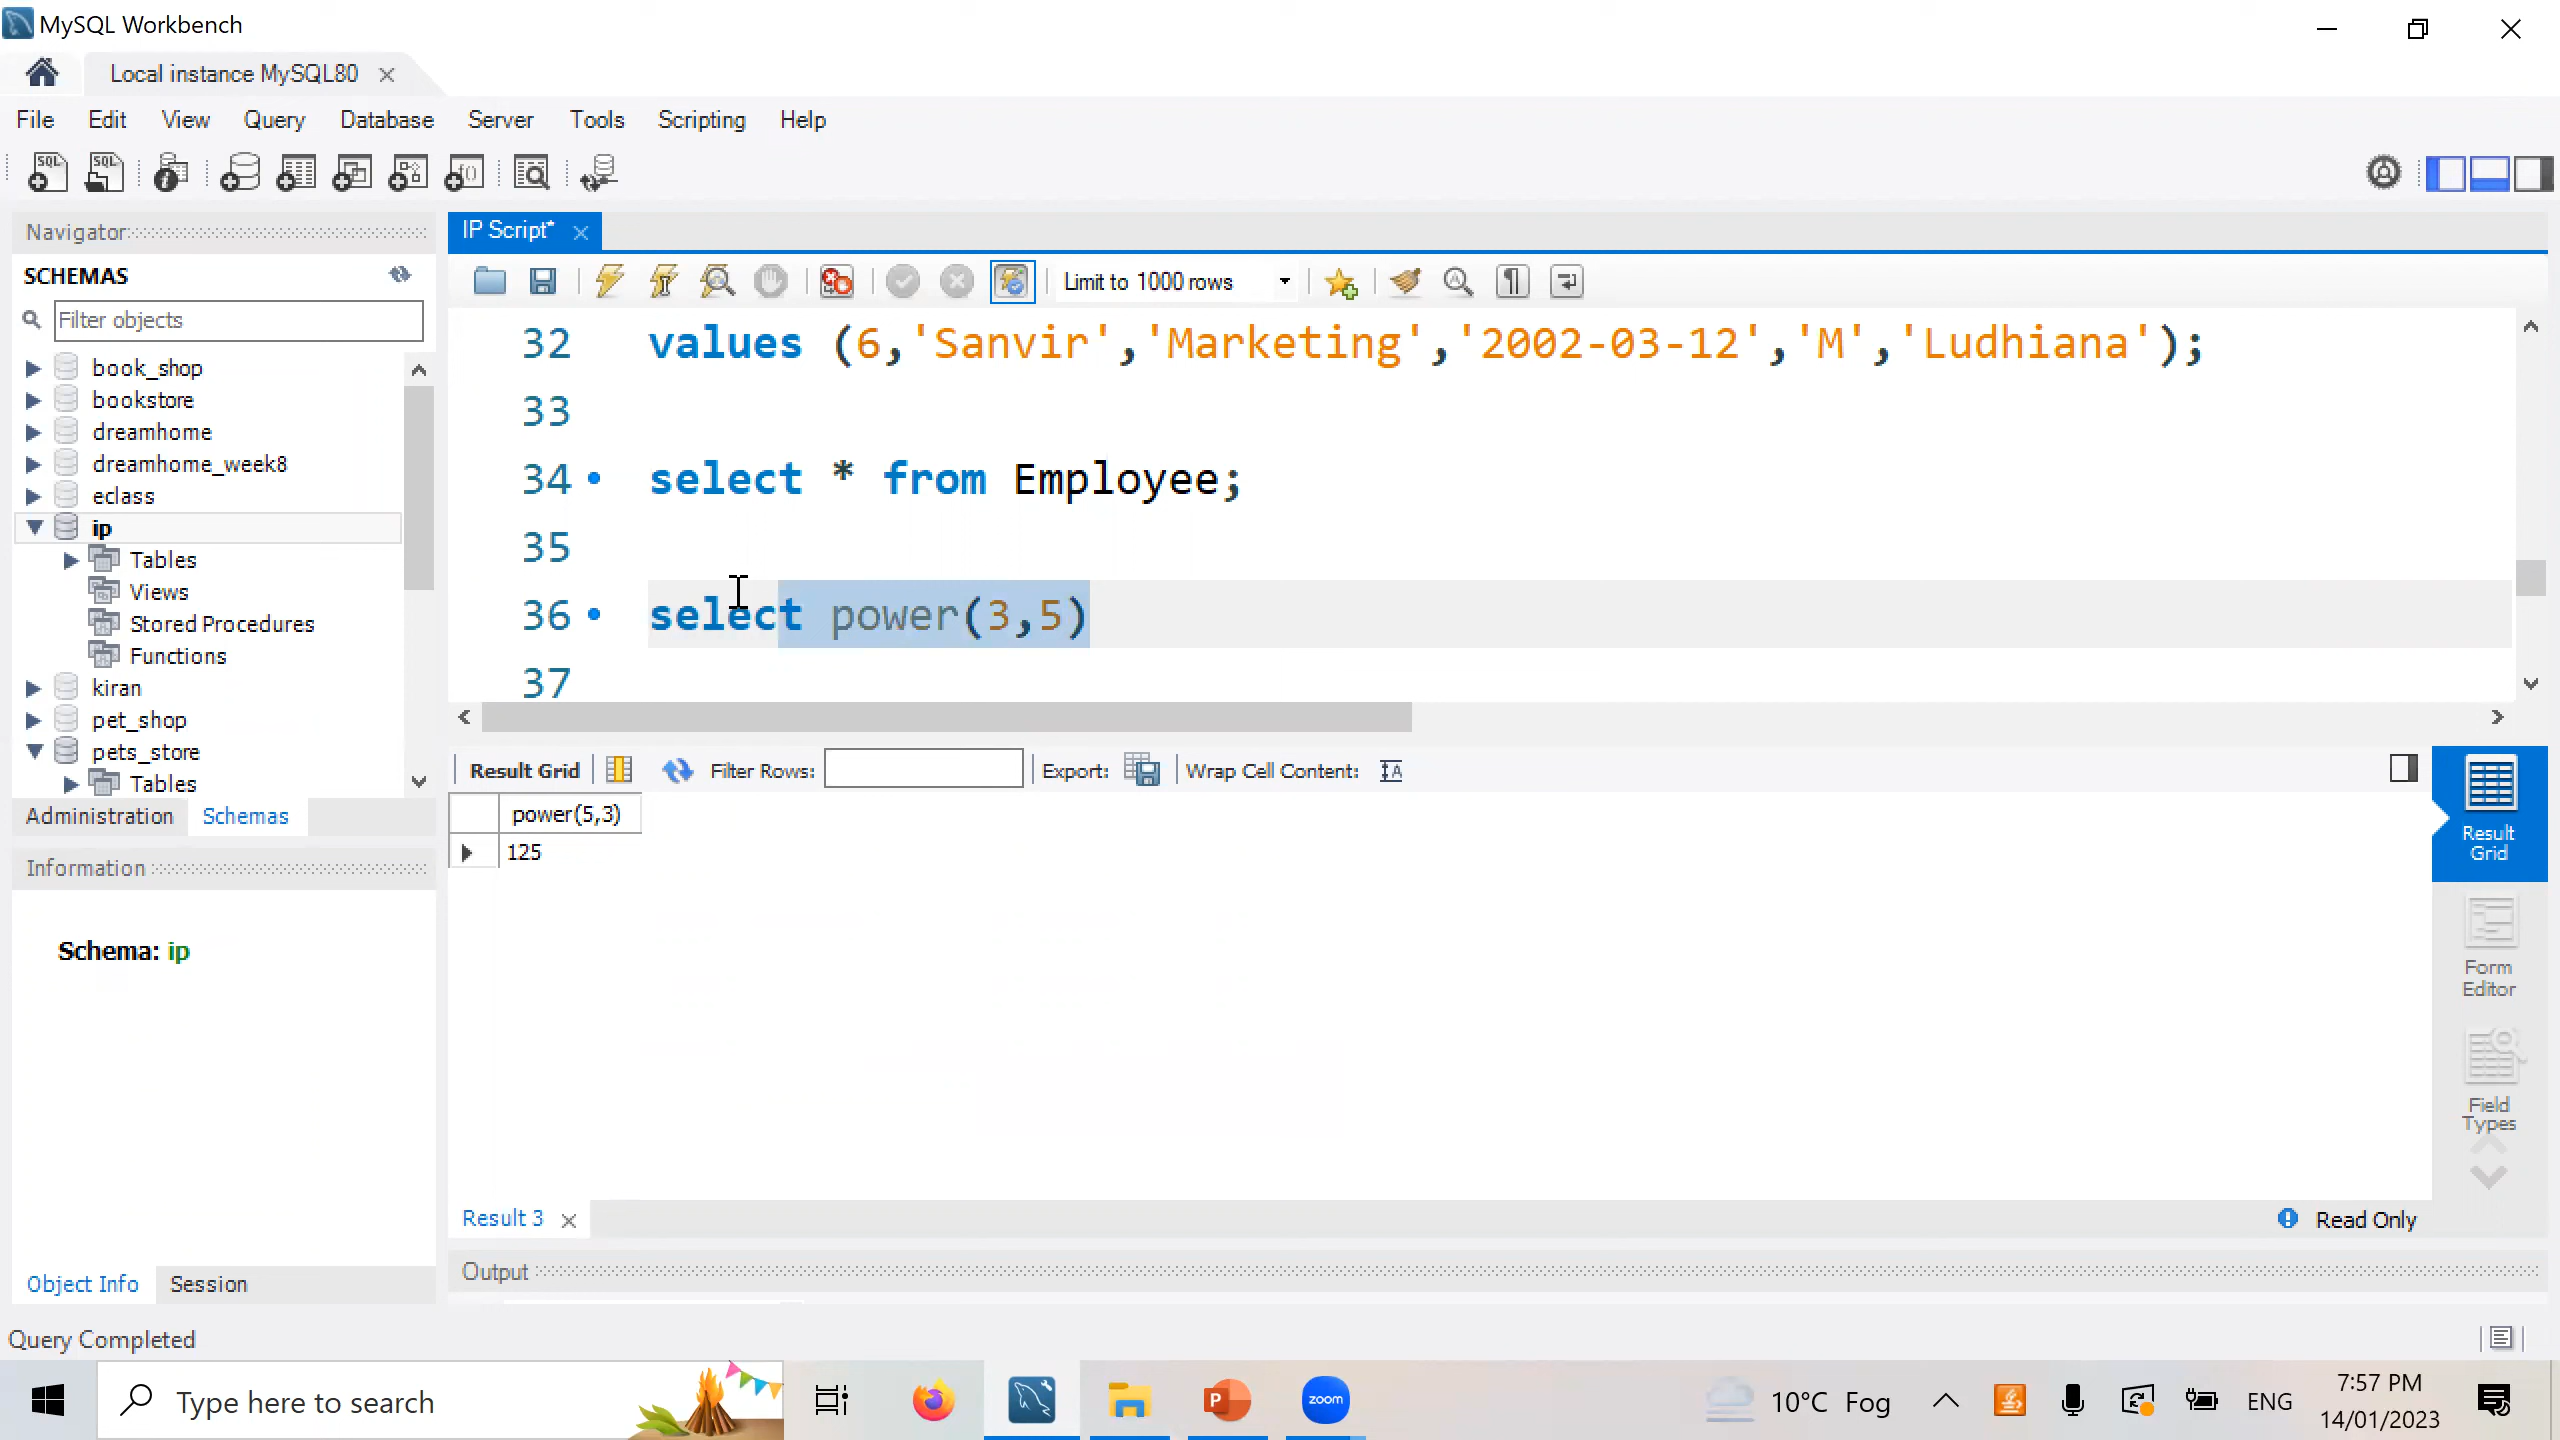 MySQL Workbench
Local instance MySQL80
File Edit View Query Database Server Tools Scripting Help
Navigator
IP Script*
SCHEMAS
Limit to 1000 rows
Filter objects
book_shop
bookstore
dreamhome
dreamhome_week8
eclass
ip
Tables
Views
Stored Procedures
Functions
kiran
pet_shop
pets_store
Tables
Administration Schemas
Information
Schema: ip
Object Info Session
32 values (6,'Sanvir','Marketing','2002-03-12','M','Ludhiana');
33
34 select * from Employee;
35
36 select power(3,5)
37
Result Grid Filter Rows: Export: Wrap Cell Content:
power(5,3)
125
Result
Grid
Form
Editor
Field
Types
Result 3
Read Only
Output
Query Completed
Type here to search
zoom
10°C Fog
ENG
7:57 PM
14/01/2023